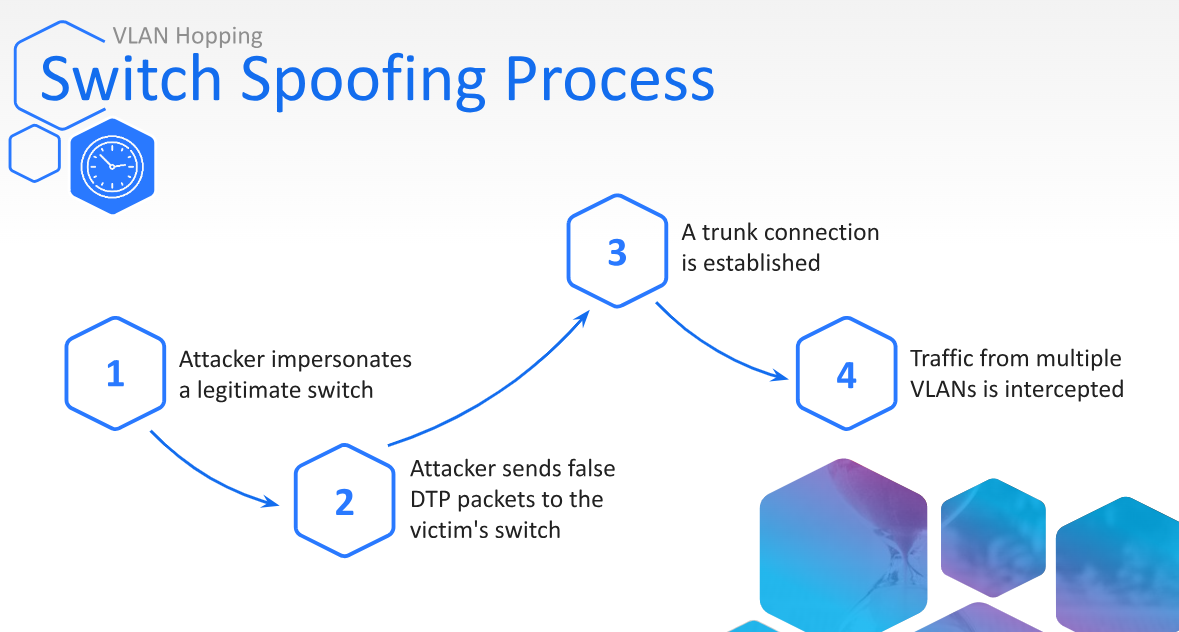 VLAN Hopping
Switch Spoofing Process
1
Attacker impersonates
a legitimate switch
2
Attacker sends false
DTP packets to the
victim's switch
3
A trunk connection
is established
4
Traffic from multiple
VLANs is intercepted